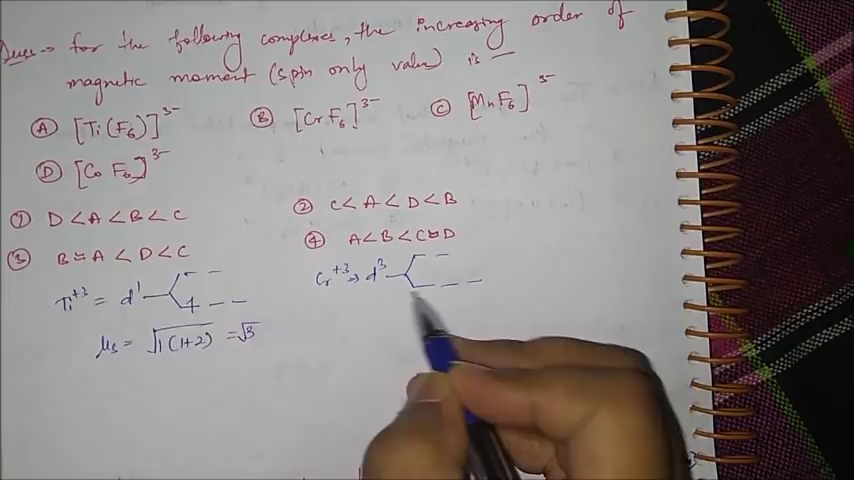 Ques → for the following complexes, the increasing order of
magnetic moment (spin only value) is —
Ⓐ [Ti(F₆)]³⁻ Ⓑ [CrF₆]³⁻ Ⓒ [MnF₆]³⁻
Ⓓ [CoF₆]³⁻
① D < A < B < C ② C < A < D < B
③ B ≈ A < D < C ④ A < B < C ≈ D
Ti⁺³ = d¹ Cr⁺³ → d³
μs = √1(1+2) = √3